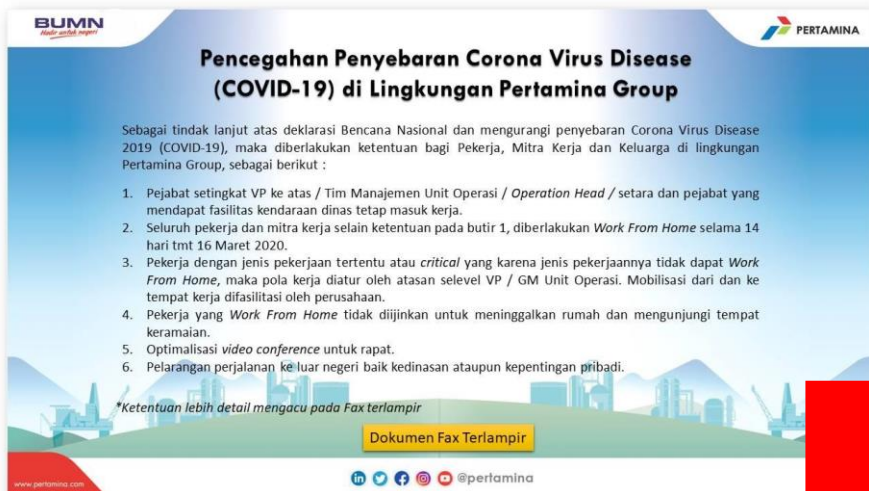 BUMN
Hadir untuk negeri
PERTAMINA
Pencegahan Penyebaran Corona Virus Disease
(COVID-19) di Lingkungan Pertamina Group
Sebagai tindak lanjut atas deklarasi Bencana Nasional dan mengurangi penyebaran Corona Virus Disease
2019 (COVID-19), maka diberlakukan ketentuan bagi Pekerja, Mitra Kerja dan Keluarga di lingkungan
Pertamina Group, sebagai berikut :
1. Pejabat setingkat VP ke atas / Tim Manajemen Unit Operasi / Operation Head / setara dan pejabat yang
mendapat fasilitas kendaraan dinas tetap masuk kerja.
2. Seluruh pekerja dan mitra kerja selain ketentuan pada butir 1, diberlakukan Work From Home selama 14
hari tmt 16 Maret 2020.
3. Pekerja dengan jenis pekerjaan tertentu atau critical yang karena jenis pekerjaannya tidak dapat Work
From Home, maka pola kerja diatur oleh atasan selevel VP / GM Unit Operasi. Mobilisasi dari dan ke
tempat kerja difasilitasi oleh perusahaan.
4. Pekerja yang Work From Home tidak diijinkan untuk meninggalkan rumah dan mengunjungi tempat
keramaian.
5. Optimalisasi video conference untuk rapat.
6. Pelarangan perjalanan ke luar negeri baik kedinasan ataupun kepentingan pribadi.
*Ketentuan lebih detail mengacu pada Fax terlampir
Dokumen Fax Terlampir
www.pertamina.com
@pertamina